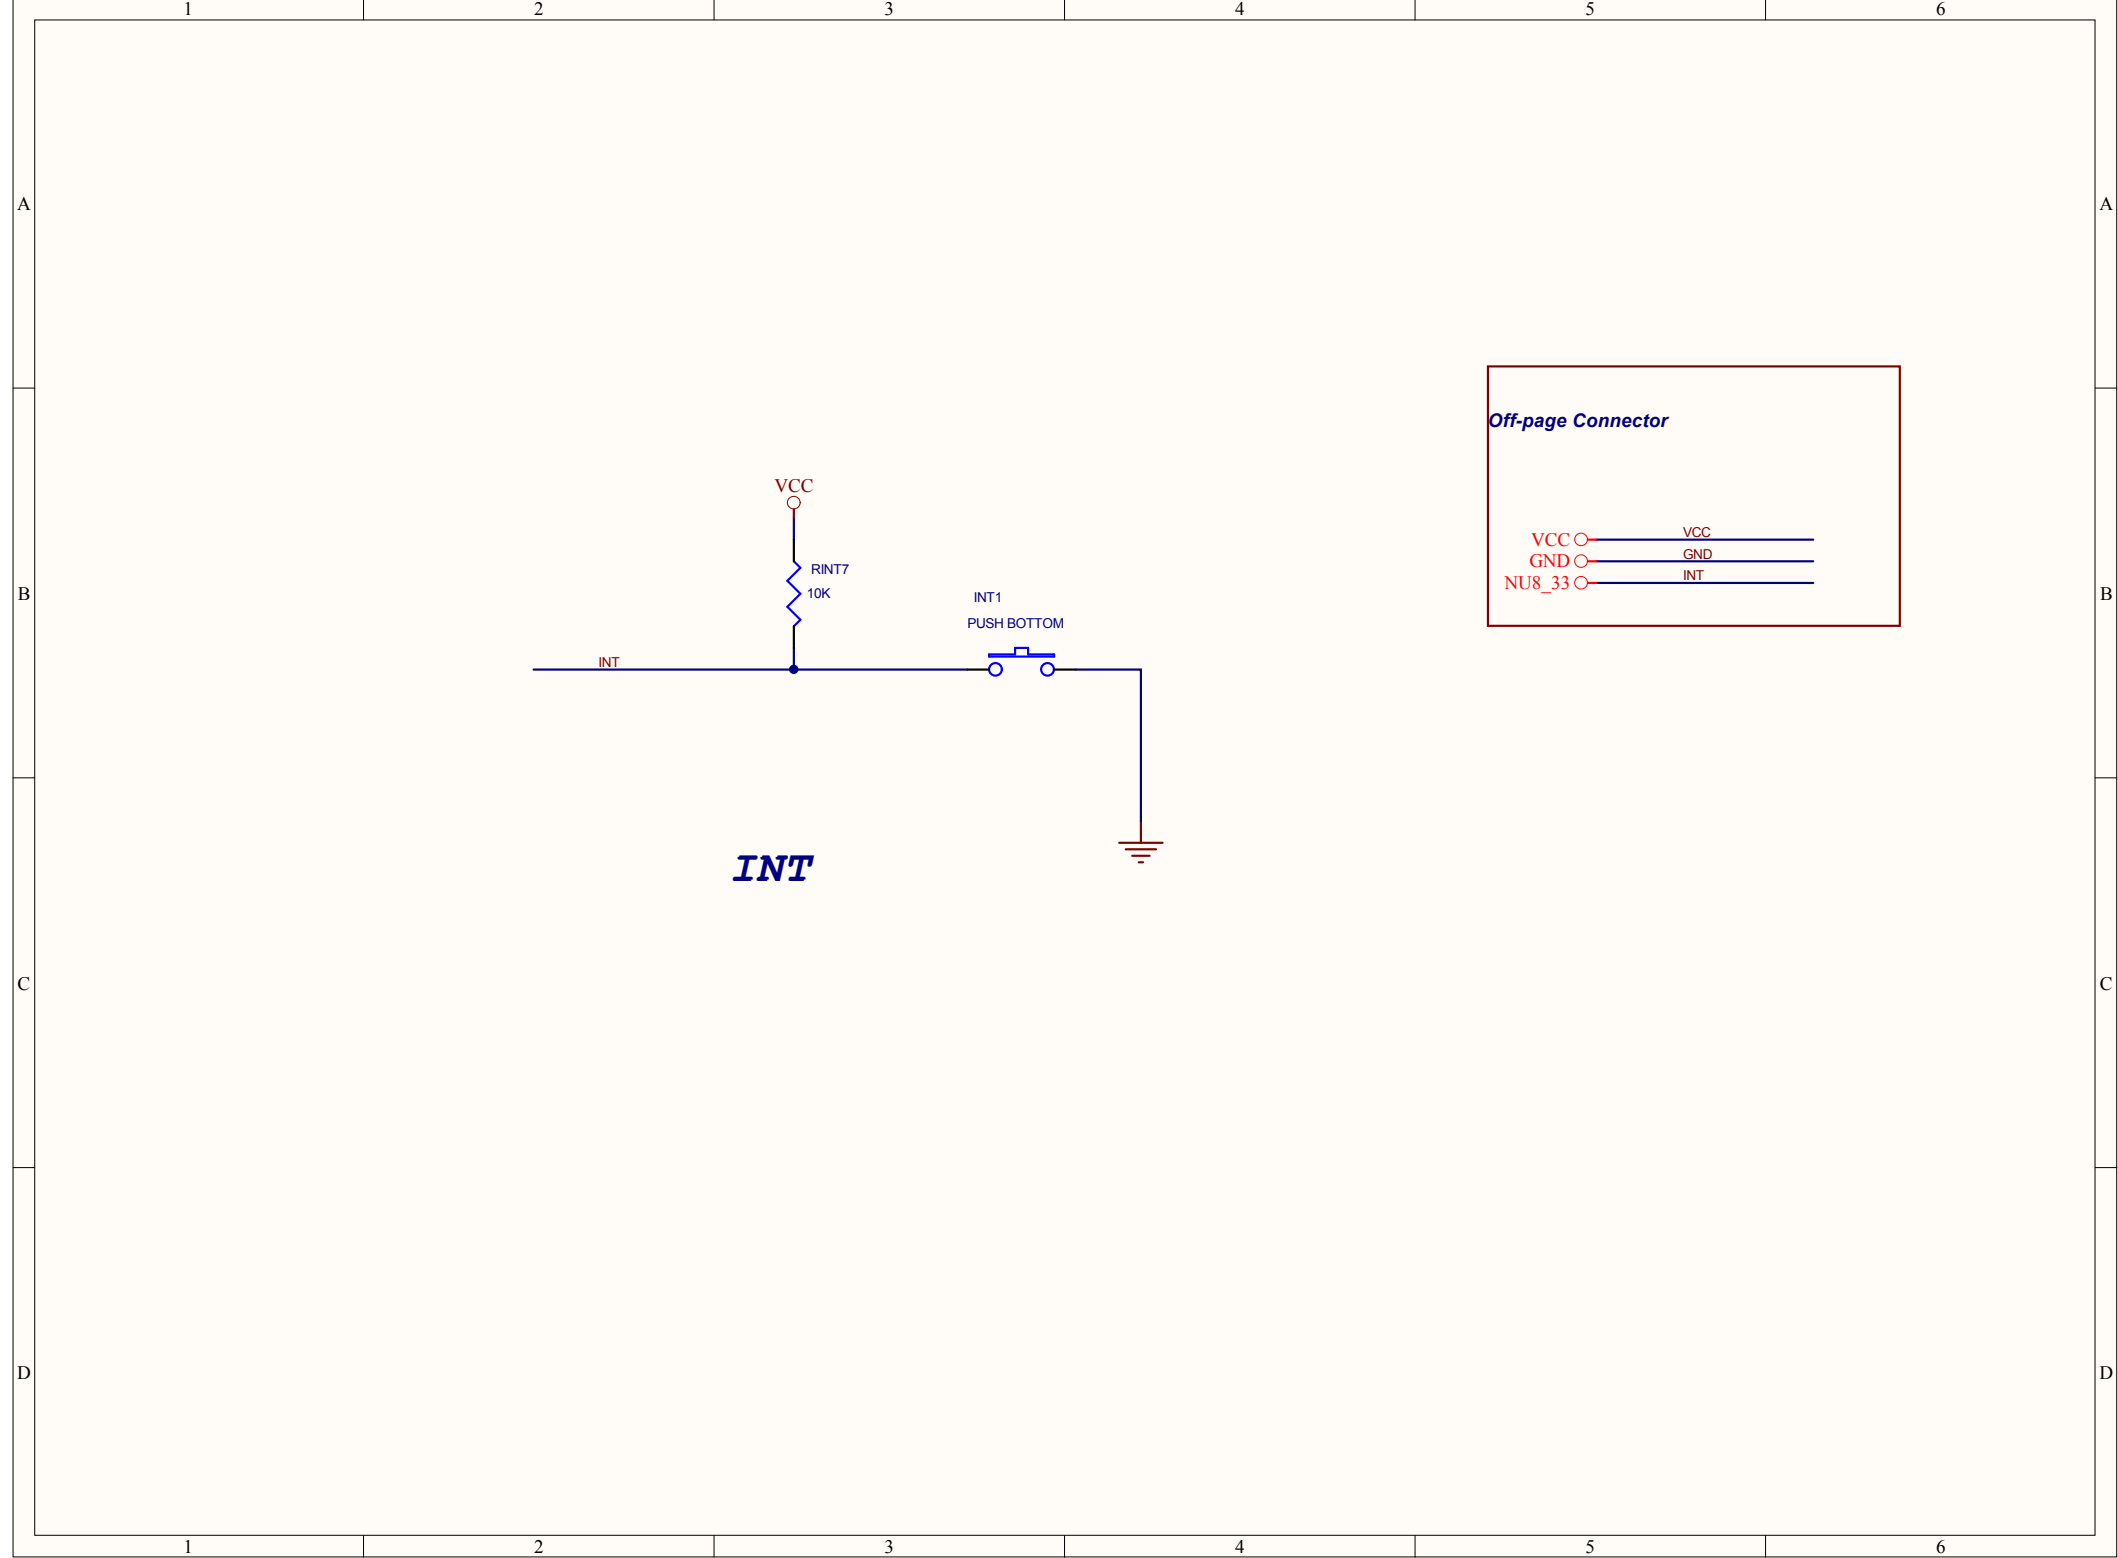 1 2 3 4 5 6
A A
Off-page Connector
VCC
VCC VCC
GND GND
NU8_33 INT
RINT7
10K
B B
INT1
PUSH BOTTOM
INT
INT
C C
D D
1 2 3 4 5 6